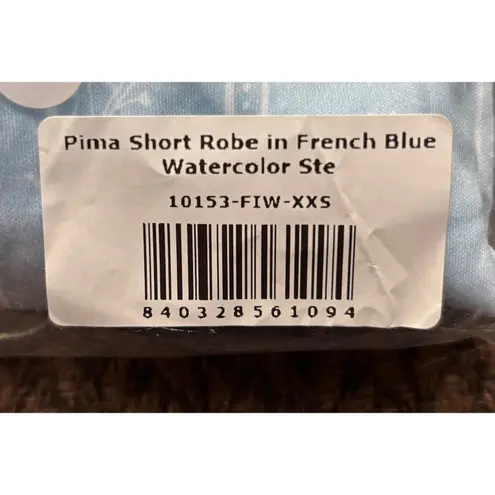 Pima Short Robe in French Blue
Watercolor Ste
10153-FIW-XXS
840328561094